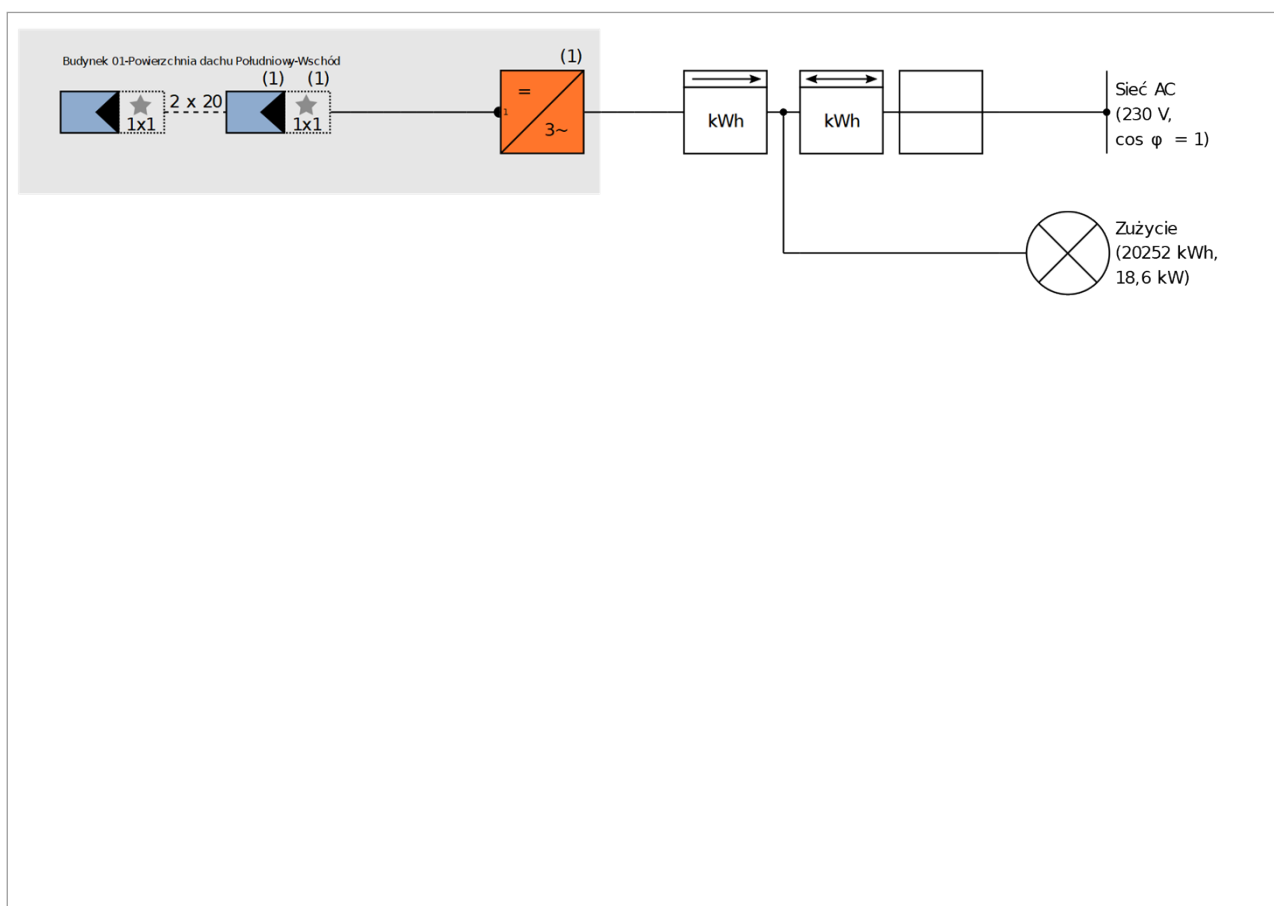 Budynek 01-Powierzchnia dachu Południowy-Wschód
(1) (1)
2 x 20
1x1
1x1
(1)
=
1
3~
kWh
kWh
Sieć AC
(230 V,
cos φ = 1)
Zużycie
(20252 kWh,
18,6 kW)